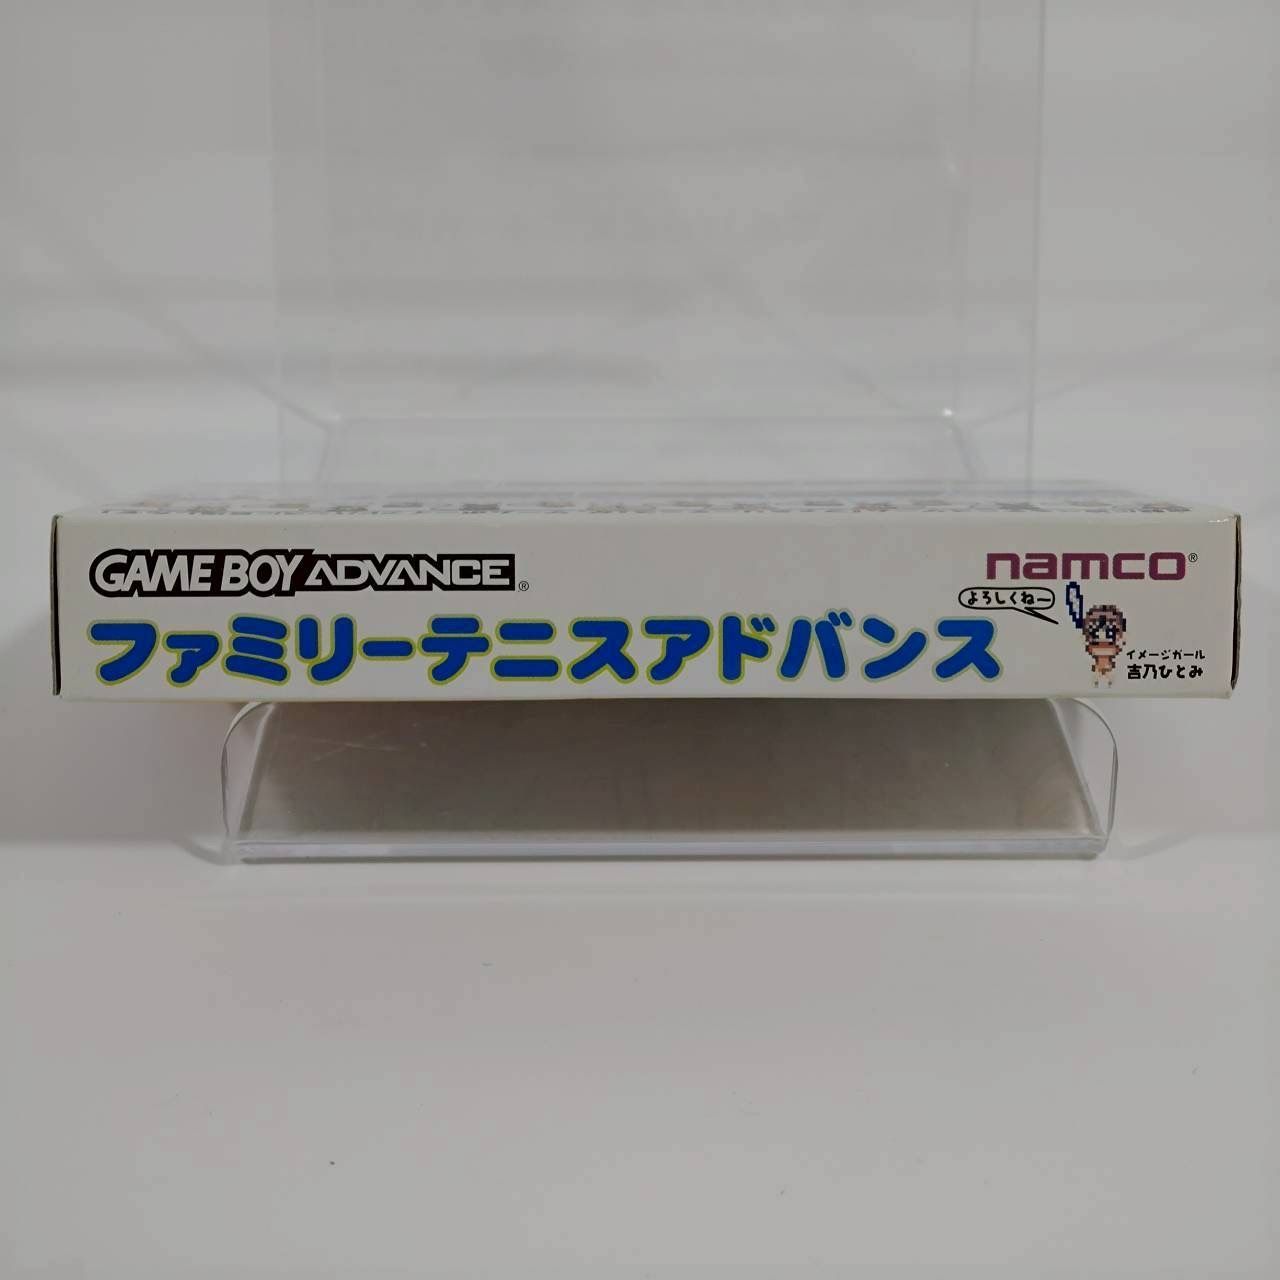 GAME BOY ADVANCE®
namco®
よろしくねー
ファミリーテニスアドバンス
イメージガール
吉乃ひとみ